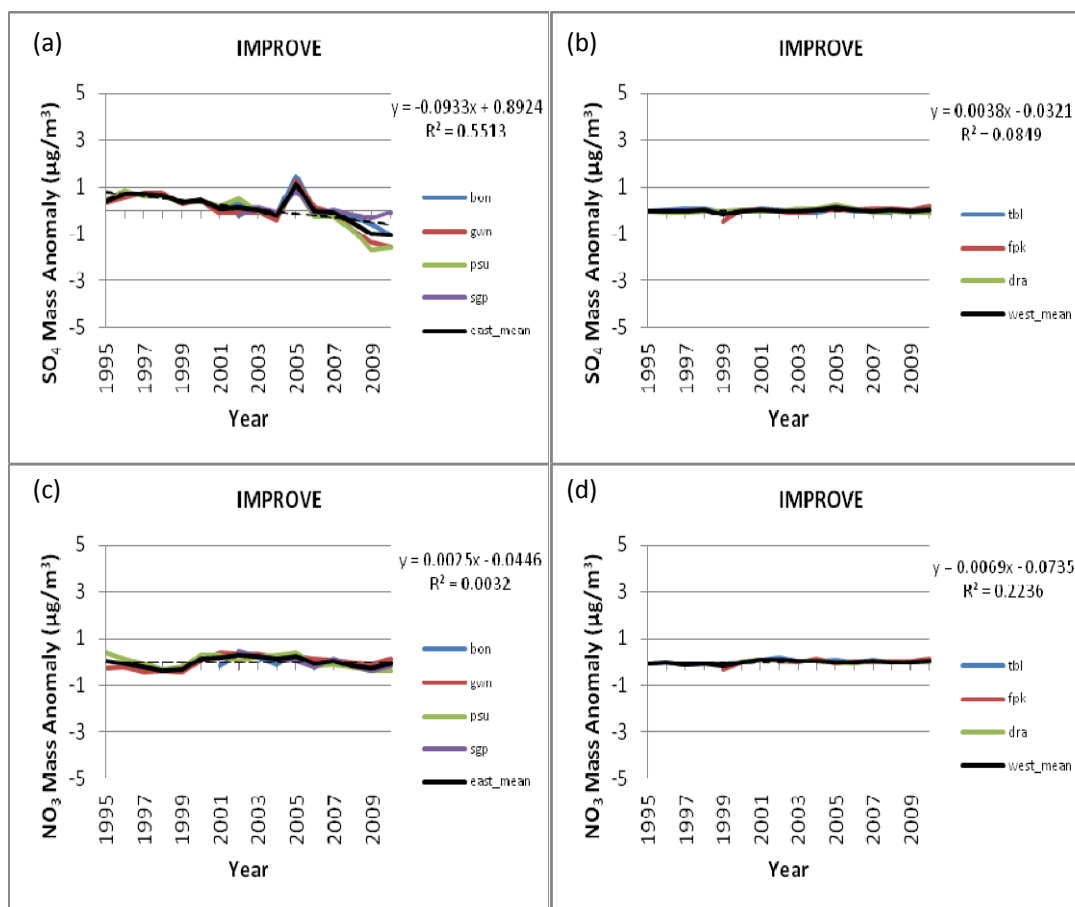 (a)
IMPROVE
SO4 Mass Anomaly (µg/m³)
5
3
1
-1
-3
-5
y = -0.0933x + 0.8924
R² = 0.5513
bon
gwn
psu
sgp
east_mean
1995
1997
1999
2001
2003
2005
2007
2009
Year
(b)
IMPROVE
SO4 Mass Anomaly (µg/m³)
5
3
1
-1
-3
-5
y = 0.0038x - 0.0321
R² = 0.0849
tbl
fpk
dra
west_mean
1995
1997
1999
2001
2003
2005
2007
2009
Year
(c)
IMPROVE
NO3 Mass Anomaly (µg/m³)
5
3
1
-1
-3
-5
y = 0.0025x - 0.0446
R² = 0.0032
bon
gwn
psu
sgp
east_mean
1995
1997
1999
2001
2003
2005
2007
2009
Year
(d)
IMPROVE
NO3 Mass Anomaly (µg/m³)
5
3
1
-1
-3
-5
y = 0.0069x - 0.0735
R² = 0.2236
tbl
fpk
dra
west_mean
1995
1997
1999
2001
2003
2005
2007
2009
Year